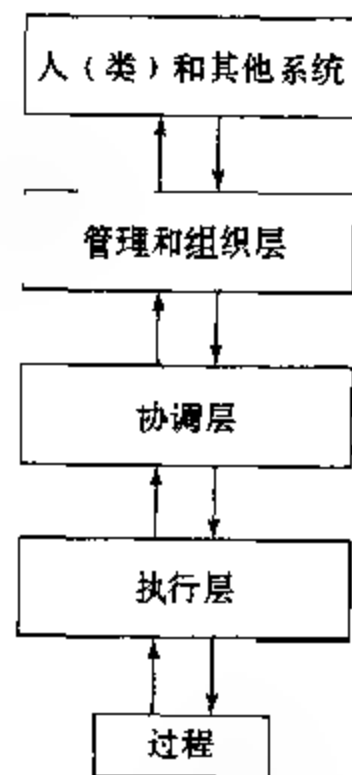 人（类）和其他系统
管理和组织层
协调层
执行层
过程